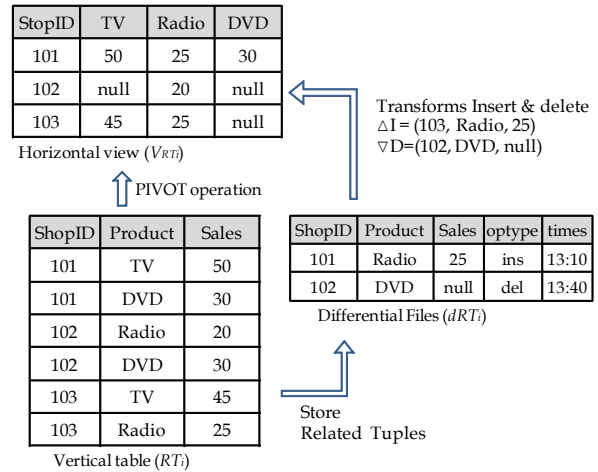 StopID TV Radio DVD
101 50 25 30
102 null 20 null
103 45 25 null
Horizontal view (VRTi)
Transforms Insert & delete
△I = (103, Radio, 25)
▽D=(102, DVD, null)
PIVOT operation
ShopID Product Sales
101 TV 50
101 DVD 30
102 Radio 20
102 DVD 30
103 TV 45
103 Radio 25
Vertical table (RTi)
ShopID Product Sales optype times
101 Radio 25 ins 13:10
102 DVD null del 13:40
Differential Files (dRTi)
Store
Related Tuples